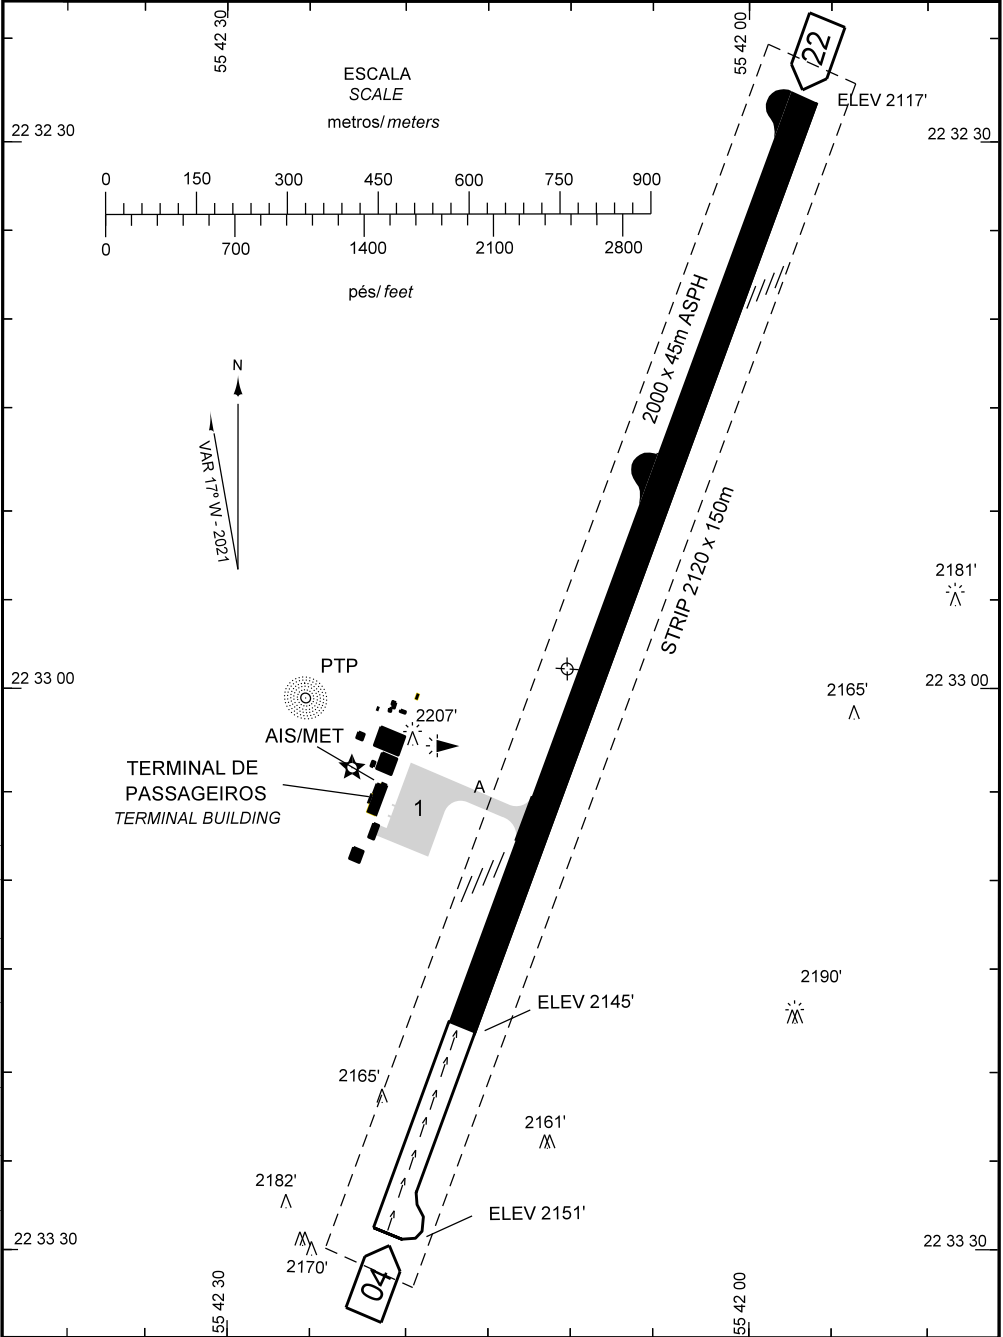 55 42 30
55 42 00
22
ESCALA
SCALE
metros/ meters
ELEV 2117'
22 32 30
22 32 30
0 150 300 450 600 750 900
0 700 1400 2100 2800
pés/ feet
2000 x 45m ASPH
N
VAR 17º W - 2021
STRIP 2120 x 150m
2181'
PTP
22 33 00
22 33 00
2165'
2207'
AIS/MET
TERMINAL DE
PASSAGEIROS
TERMINAL BUILDING
A
1
2190'
ELEV 2145'
2165'
2161'
2182'
ELEV 2151'
22 33 30
22 33 30
2170'
04
55 42 30
55 42 00